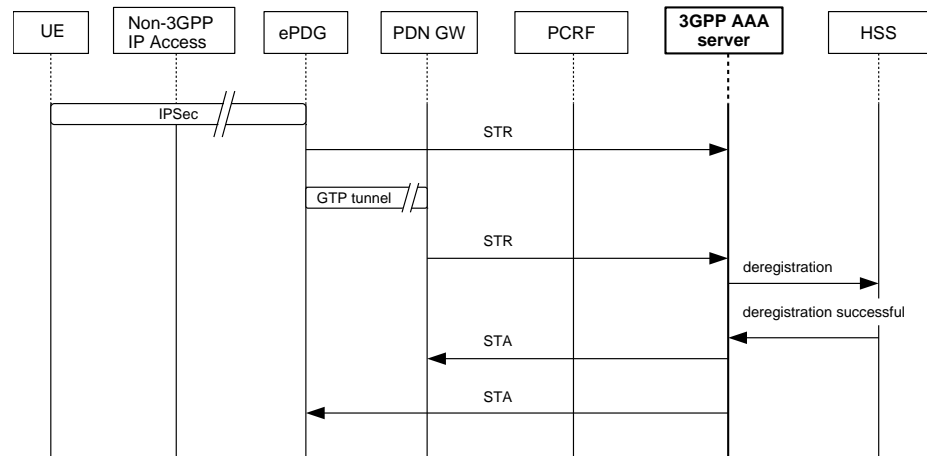 UE
Non-3GPP
IP Access
ePDG
PDN GW
PCRF
3GPP AAA
server
HSS
IPSec
STR
GTP tunnel
STR
deregistration
deregistration successful
STA
STA